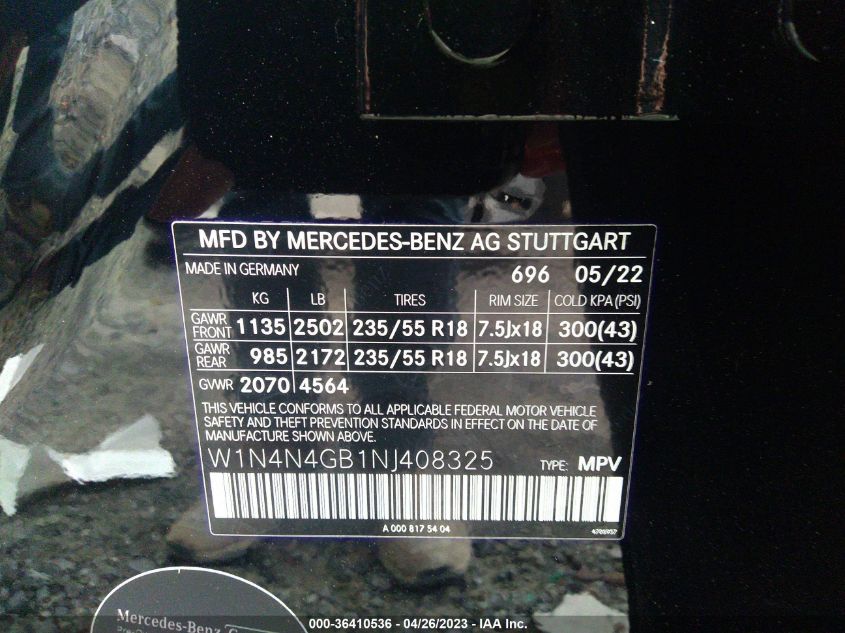 MFD BY MERCEDES-BENZ AG STUTTGART
MADE IN GERMANY 696 05/22
KG LB TIRES RIM SIZE COLD KPA (PSI)
GAWR FRONT 1135 2502 235/55 R18 7.5Jx18 300(43)
GAWR REAR 985 2172 235/55 R18 7.5Jx18 300(43)
GVWR 2070 4564
THIS VEHICLE CONFORMS TO ALL APPLICABLE FEDERAL MOTOR VEHICLE
SAFETY AND THEFT PREVENTION STANDARDS IN EFFECT ON THE DATE OF
MANUFACTURE SHOWN ABOVE.
W1N4N4GB1NJ408325 TYPE: MPV
A 000 817 54 04
Mercedes-Benz
000-36410536 - 04/26/2023 - IAA Inc.